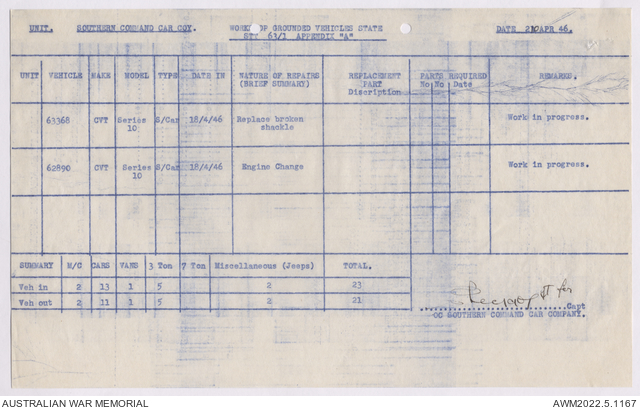 UNIT. SOUTHERN COMMAND CAR COY. WORKSHOP GROUNDED VEHICLES STATE DATE 20 APR 46.
STF 61/1 APPENDIX "A"
UNIT VEHICLE MAKE MODEL TYPE DATE IN NATURE OF REPAIRS REPLACEMENT PARTS REQUIRED REMARKS.
(BRIEF SUMMARY) PART No No Date
Discription
63368 CVT Series S/Car 18/4/46 Replace broken Work in progress.
10 shackle
62890 CVT Series S/Car 18/4/46 Engine Change Work in progress.
10
SUMMARY M/C CARS VANS 3 Ton 7 Ton Miscellaneous (Jeeps) TOTAL.
Veh in 2 13 1 5 2 23
Veh out 2 11 1 5 2 21
for
Capt
OC SOUTHERN COMMAND CAR COMPANY.
AUSTRALIAN WAR MEMORIAL AWM2022.5.1167